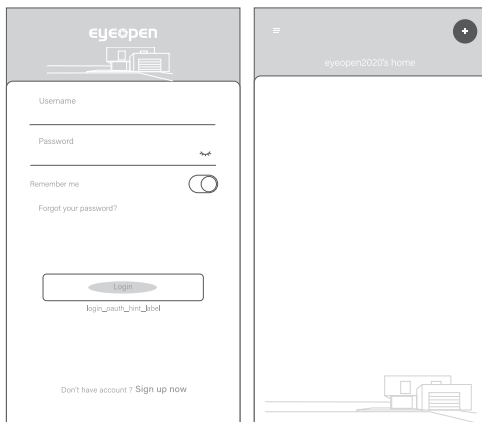 eyeopen
Username
Password
Remember me
Forgot your password?
Login
login_oauth_hint_label
Don't have account ? Sign up now
eyeopen2020's home